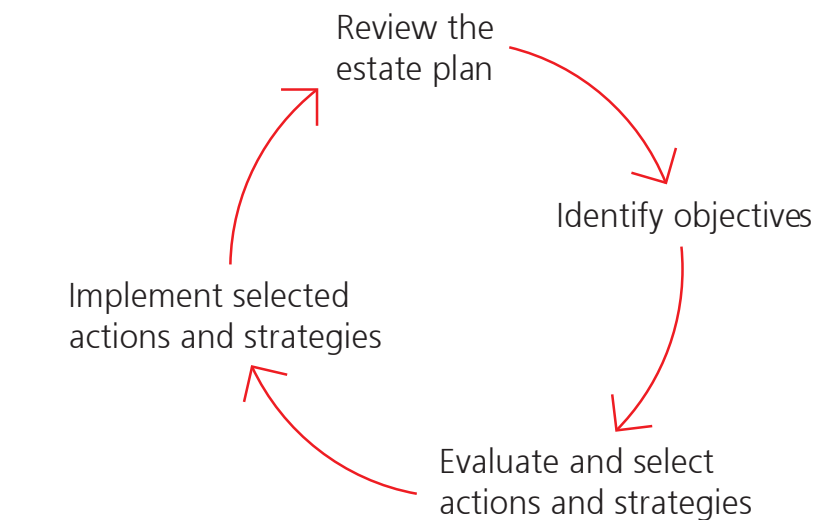 Review the
estate plan
Identify objectives
Evaluate and select
actions and strategies
Implement selected
actions and strategies